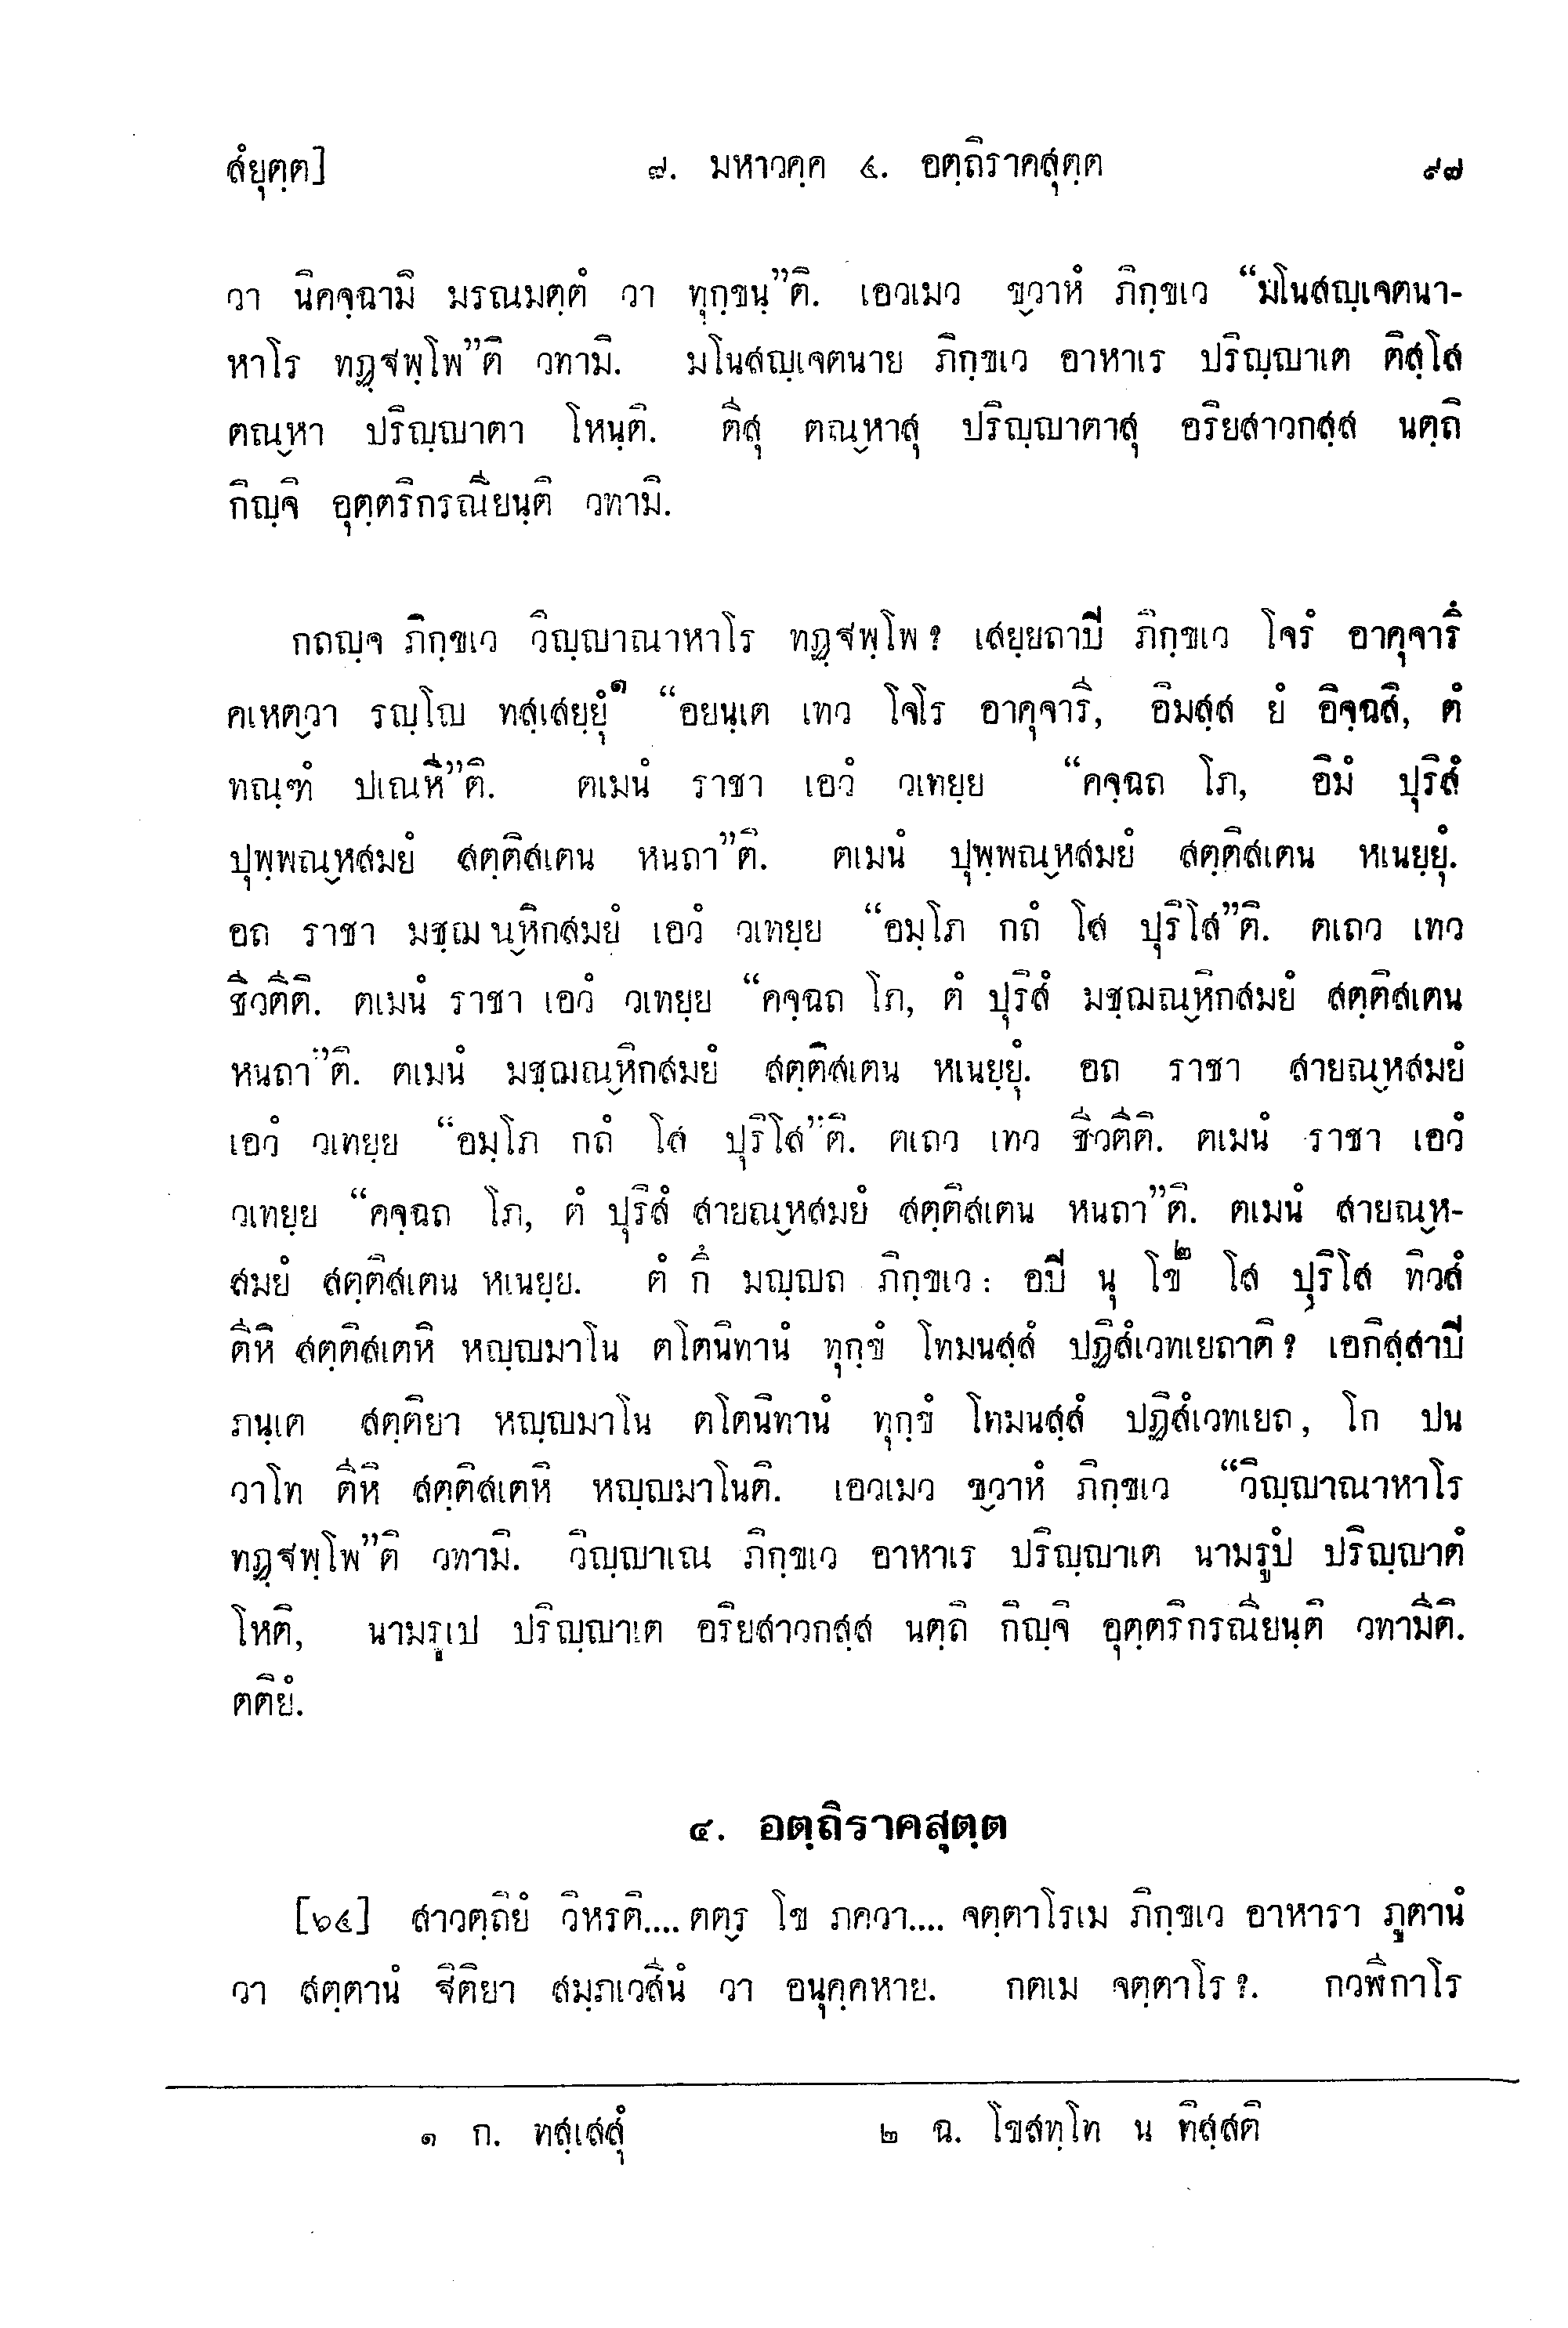 สํยุตฺต] ๗. มหาวคฺค ๔. อตฺถิราคสุตฺต ๙๗
วา นิคจฺฉามิ มรณมตฺตํ วา ทุกฺขนฺ”ติ. เอวเมว ขฺวาหํ ภิกฺขเว “มโนสญฺเจตนา-
หาโร ทฏฺฐพฺโพ”ติ วทามิ. มโนสญฺเจตนาย ภิกฺขเว อาหาเร ปริญฺญาเต ติสฺโส
ตณฺหา ปริญฺญาตา โหนฺติ. ตีสุ ตณฺหาสุ ปริญฺญาตาสุ อริยสาวกสฺส นตฺถิ
กิญฺจิ อุตฺตริกรณียนฺติ วทามิ.
กถญฺจ ภิกฺขเว วิญฺญาณาหาโร ทฏฺฐพฺโพ? เสยฺยถาปิ ภิกฺขเว โจรํ อาคุจารึ
คเหตฺวา รญฺโญ ทสฺเสยฺยุํ๑ “อยนฺเต เทว โจโร อาคุจารี, อิมสฺส ยํ อิจฺฉสิ, ตํ
ทณฺฑํ ปเณหี”ติ. ตเมนํ ราชา เอวํ วเทยฺย “คจฺฉถ โภ, อิมํ ปุริสํ
ปุพฺพณฺหสมยํ สตฺติสเตน หนถา”ติ. ตเมนํ ปุพฺพณฺหสมยํ สตฺติสเตน หเนยฺยุํ.
อถ ราชา มชฺฌนฺหิกสมยํ เอวํ วเทยฺย “อมฺโภ กถํ โส ปุริโส”ติ. ตเถว เทว
ชีวตีติ. ตเมนํ ราชา เอวํ วเทยฺย “คจฺฉถ โภ, ตํ ปุริสํ มชฺฌณฺหิกสมยํ สตฺติสเตน
หนถา”ติ. ตเมนํ มชฺฌณฺหิกสมยํ สตฺติสเตน หเนยฺยุํ. อถ ราชา สายณฺหสมยํ
เอวํ วเทยฺย “อมฺโภ กถํ โส ปุริโส”ติ. ตเถว เทว ชีวตีติ. ตเมนํ ราชา เอวํ
วเทยฺย “คจฺฉถ โภ, ตํ ปุริสํ สายณฺหสมยํ สตฺติสเตน หนถา”ติ. ตเมนํ สายณฺห-
สมยํ สตฺติสเตน หเนยฺย. ตํ กึ มญฺญถ ภิกฺขเว: อปิ นุ โข๒ โส ปุริโส ทิวสํ
ตีหิ สตฺติสเตหิ หญฺญมาโน ตโตนิทานํ ทุกฺขํ โทมนสฺสํ ปฏิสํเวทเยถาติ? เอกิสฺสาปิ
ภนฺเต สตฺติยา หญฺญมาโน ตโตนิทานํ ทุกฺขํ โทมนสฺสํ ปฏิสํเวทเยถ, โก ปน
วาโท ตีหิ สตฺติสเตหิ หญฺญมาโนติ. เอวเมว ขฺวาหํ ภิกฺขเว “วิญฺญาณาหาโร
ทฏฺฐพฺโพ”ติ วทามิ. วิญฺญาเณ ภิกฺขเว อาหาเร ปริญฺญาเต นามรูปํ ปริญฺญาตํ
โหติ, นามรูเป ปริญฺญาเต อริยสาวกสฺส นตฺถิ กิญฺจิ อุตฺตริกรณียนฺติ วทามีติ.
ตติยํ.
๔. อตฺถิราคสุตฺต
[๖๔] สาวตฺถิยํ วิหรติ.... ตตฺร โข ภควา.... จตฺตาโรเม ภิกฺขเว อาหารา ภูตานํ
วา สตฺตานํ ฐิติยา สมฺภเวสีนํ วา อนุคฺคหาย. กตเม จตฺตาโร?. กวฬีกาโร
๑ ก. ทสฺเสสุํ ๒ ฉ. โขสทฺโท น ทิสฺสติ